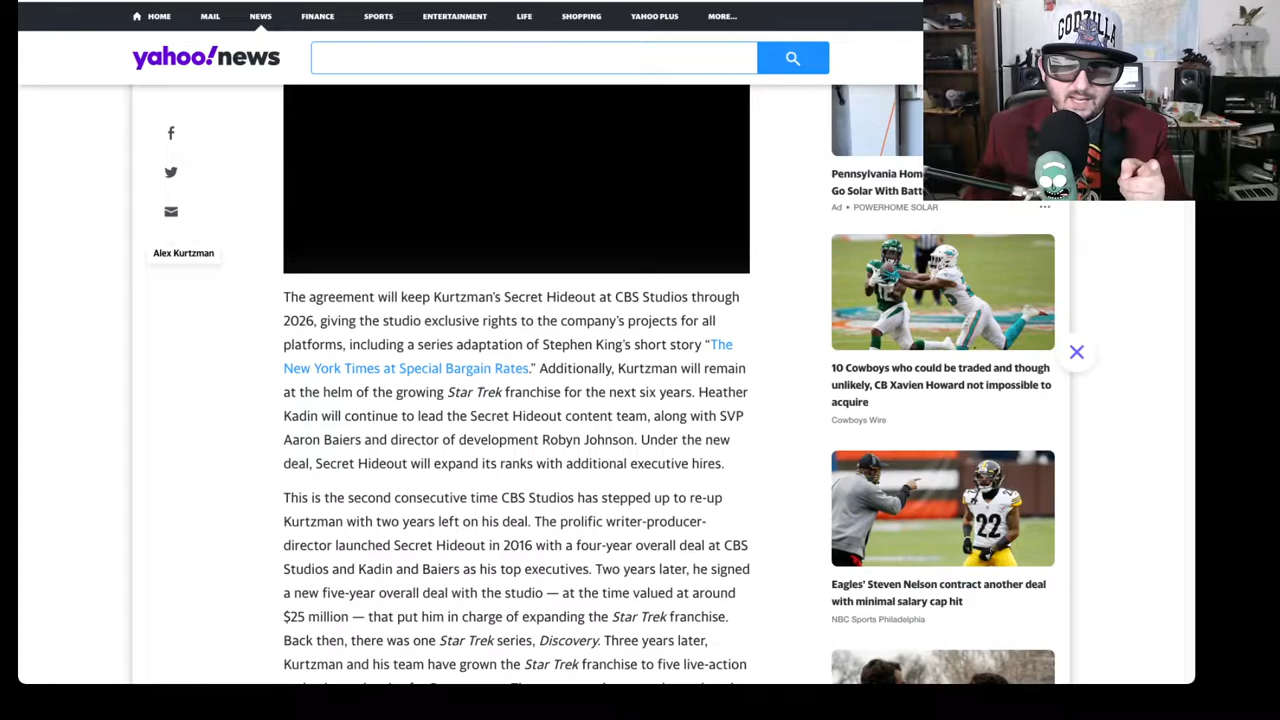 HOME MAIL NEWS FINANCE SPORTS ENTERTAINMENT LIFE SHOPPING YAHOO PLUS MORE...
yahoo!news
GODZILLA
Alex Kurtzman
The agreement will keep Kurtzman’s Secret Hideout at CBS Studios through
2026, giving the studio exclusive rights to the company’s projects for all
platforms, including a series adaptation of Stephen King’s short story “The
New York Times at Special Bargain Rates.” Additionally, Kurtzman will remain
at the helm of the growing Star Trek franchise for the next six years. Heather
Kadin will continue to lead the Secret Hideout content team, along with SVP
Aaron Baiers and director of development Robyn Johnson. Under the new
deal, Secret Hideout will expand its ranks with additional executive hires.
This is the second consecutive time CBS Studios has stepped up to re-up
Kurtzman with two years left on his deal. The prolific writer-producer-
director launched Secret Hideout in 2016 with a four-year overall deal at CBS
Studios and Kadin and Baiers as his top executives. Two years later, he signed
a new five-year overall deal with the studio — at the time valued at around
$25 million — that put him in charge of expanding the Star Trek franchise.
Back then, there was one Star Trek series, Discovery. Three years later,
Kurtzman and his team have grown the Star Trek franchise to five live-action
Pennsylvania Hom
Go Solar With Batt
Ad • POWERHOME SOLAR
10 Cowboys who could be traded and though
unlikely, CB Xavien Howard not impossible to
acquire
Cowboys Wire
22
Eagles' Steven Nelson contract another deal
with minimal salary cap hit
NBC Sports Philadelphia